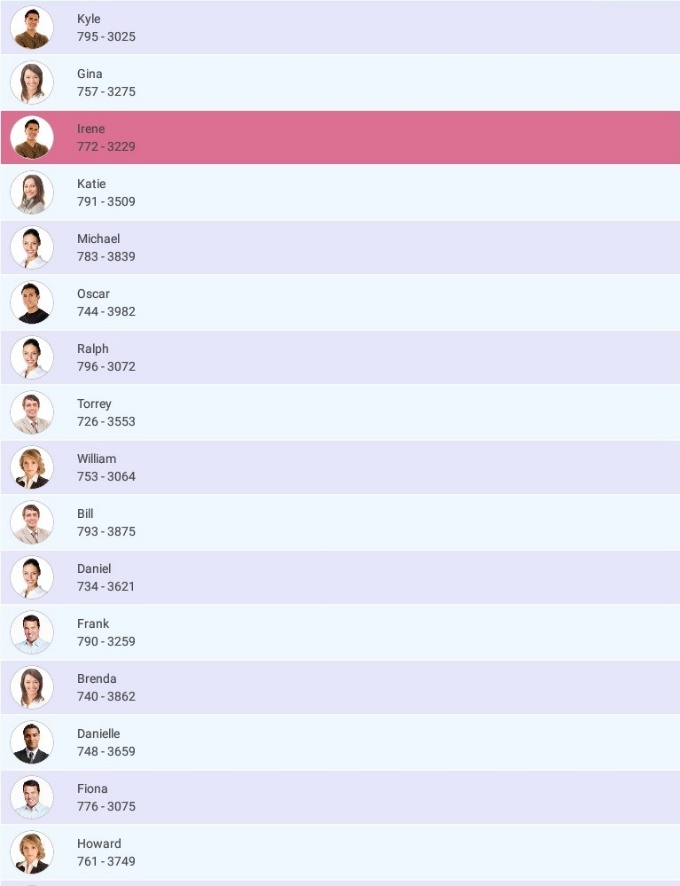 Kyle
795 - 3025
Gina
757 - 3275
Irene
772 - 3229
Katie
791 - 3509
Michael
783 - 3839
Oscar
744 - 3982
Ralph
796 - 3072
Torrey
726 - 3553
William
753 - 3064
Bill
793 - 3875
Daniel
734 - 3621
Frank
790 - 3259
Brenda
740 - 3862
Danielle
748 - 3659
Fiona
776 - 3075
Howard
761 - 3749